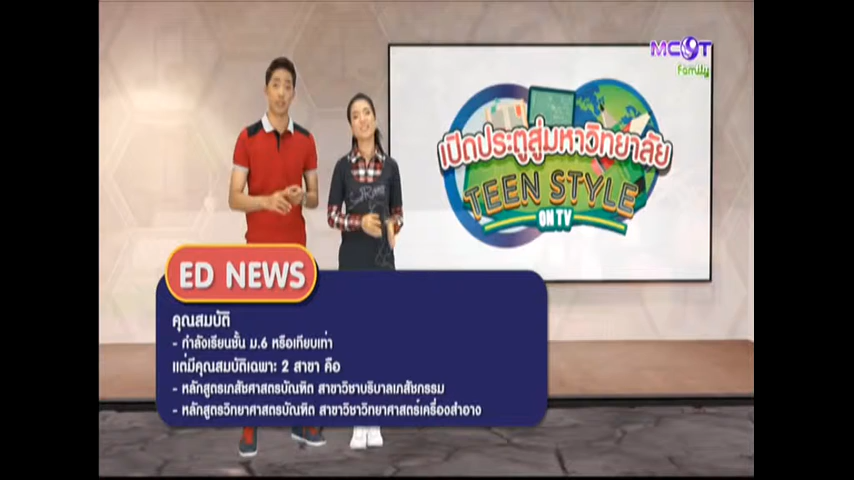 MCOT
family
เปิดประตูสู่มหาวิทยาลัย
TEEN STYLE
ON TV
ED NEWS
คุณสมบัติ
- กำลังเรียนชั้น ม.6 หรือเทียบเท่า
แต่มีคุณสมบัติเฉพาะ 2 สาขา คือ
- หลักสูตรเภสัชศาสตรบัณฑิต สาขาวิชาบริบาลเภสัชกรรม
- หลักสูตรวิทยาศาสตรบัณฑิต สาขาวิชาวิทยาศาสตร์เครื่องสำอาง